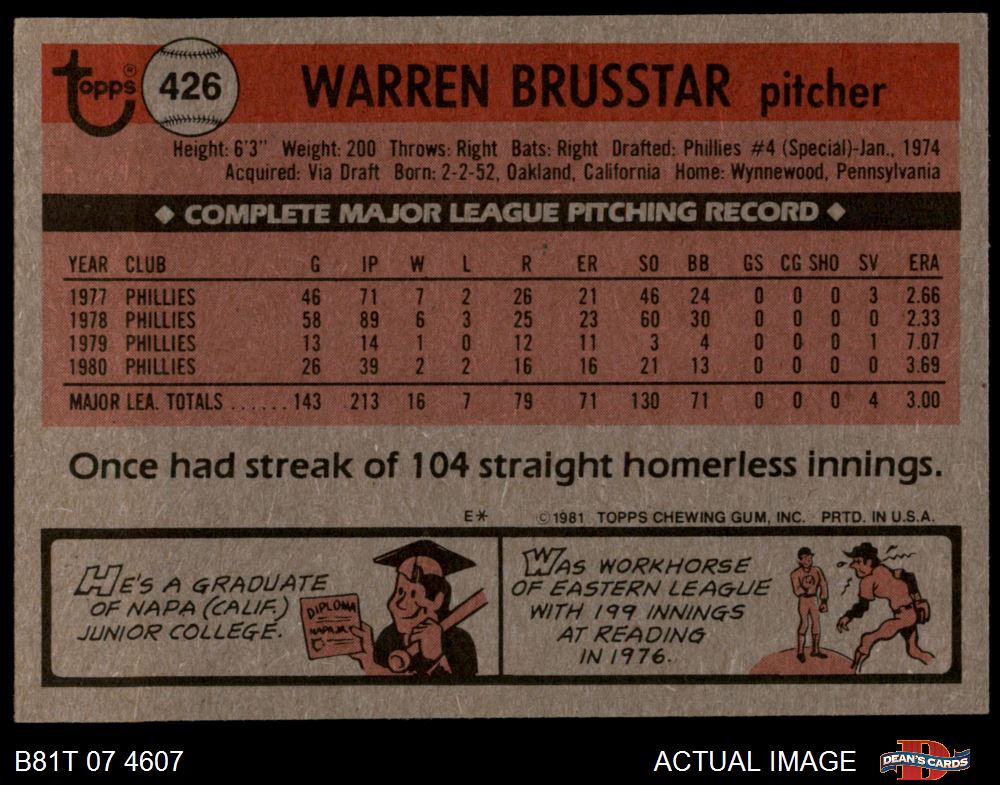 topps® 426 WARREN BRUSSTAR pitcher
Height: 6'3" Weight: 200 Throws: Right Bats: Right Drafted: Phillies #4 (Special)-Jan., 1974
Acquired: Via Draft Born: 2-2-52, Oakland, California Home: Wynnewood, Pennsylvania
◆ COMPLETE MAJOR LEAGUE PITCHING RECORD ◆
YEAR CLUB G IP W L R ER SO BB GS CG SHO SV ERA
1977 PHILLIES 46 71 7 2 26 21 46 24 0 0 0 3 2.66
1978 PHILLIES 58 89 6 3 25 23 60 30 0 0 0 0 2.33
1979 PHILLIES 13 14 1 0 12 11 3 4 0 0 0 1 7.07
1980 PHILLIES 26 39 2 2 16 16 21 13 0 0 0 0 3.69
MAJOR LEA. TOTALS ...... 143 213 16 7 79 71 130 71 0 0 0 4 3.00
Once had streak of 104 straight homerless innings.
E* ©1981 TOPPS CHEWING GUM, INC. PRTD. IN U.S.A.
HE'S A GRADUATE
OF NAPA (CALIF.)
JUNIOR COLLEGE.
DIPLOMA
NAPA J.C.
WAS WORKHORSE
OF EASTERN LEAGUE
WITH 199 INNINGS
AT READING
IN 1976.
B81T 07 4607 ACTUAL IMAGE DEAN'S CARDS